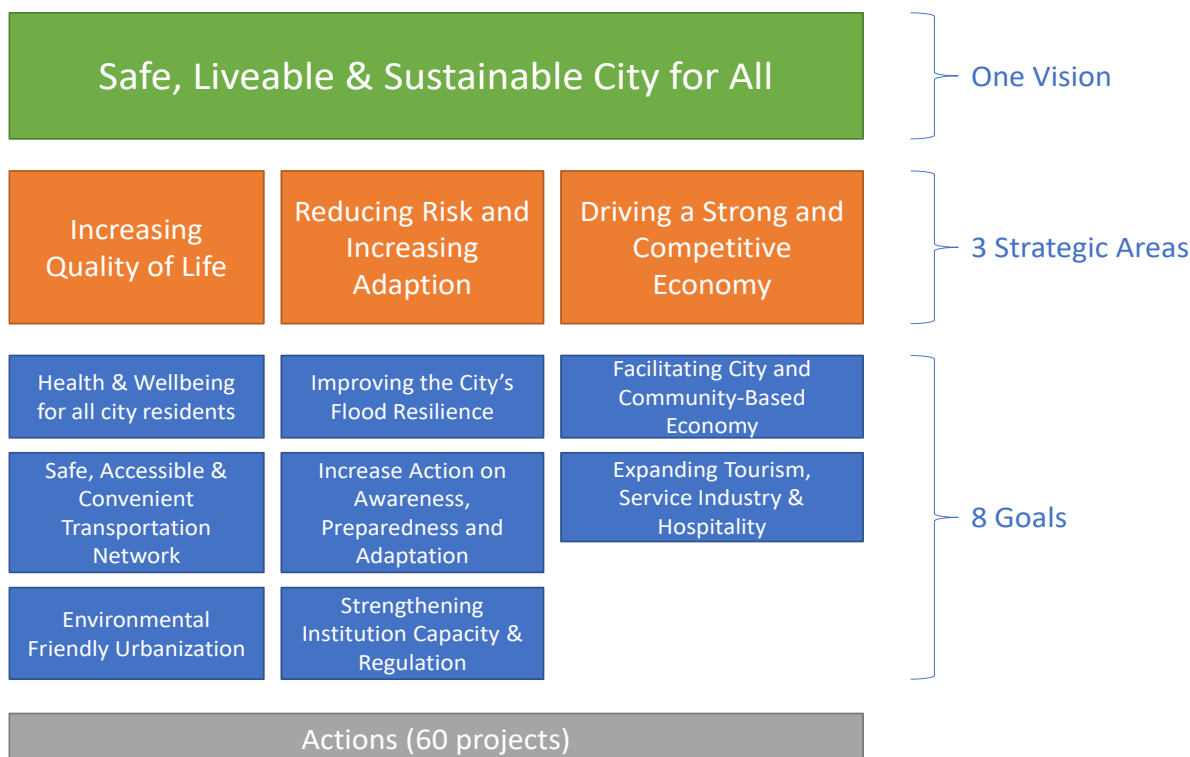 Safe, Liveable & Sustainable City for All
One Vision
Increasing
Quality of Life
Reducing Risk and
Increasing
Adaption
Driving a Strong and
Competitive
Economy
3 Strategic Areas
Health & Wellbeing
for all city residents
Improving the City’s
Flood Resilience
Facilitating City and
Community-Based
Economy
Safe, Accessible &
Convenient
Transportation
Network
Increase Action on
Awareness,
Preparedness and
Adaptation
Expanding Tourism,
Service Industry &
Hospitality
8 Goals
Environmental
Friendly Urbanization
Strengthening
Institution Capacity &
Regulation
Actions (60 projects)